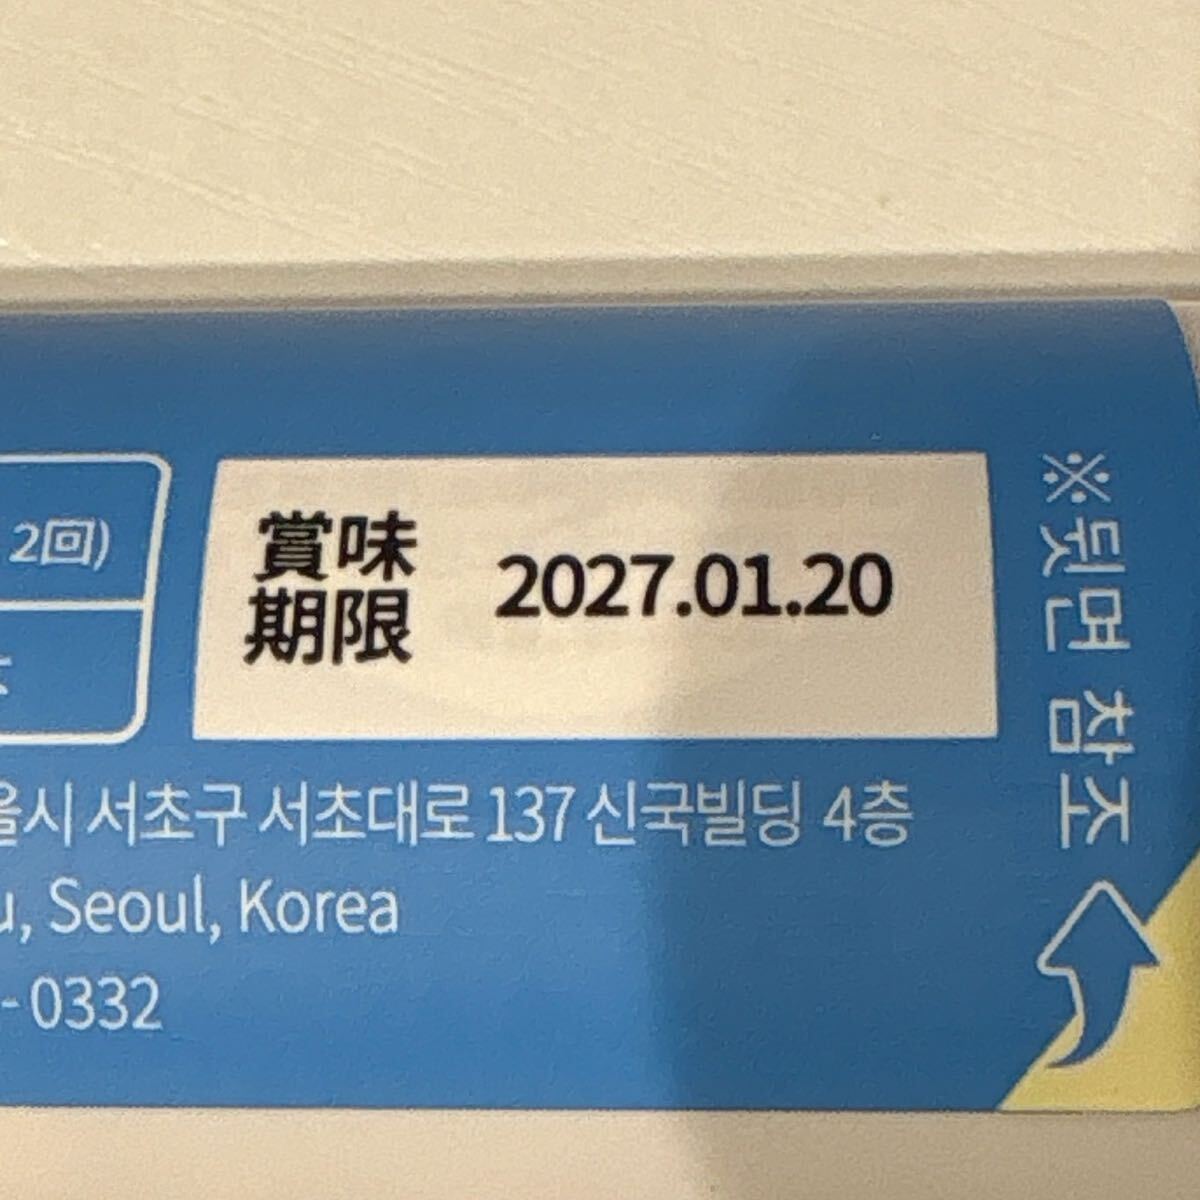 2回)
賞味
期限
2027.01.20
※뒷면 참조
울시 서초구 서초대로 137 신국빌딩 4층
u, Seoul, Korea
- 0332